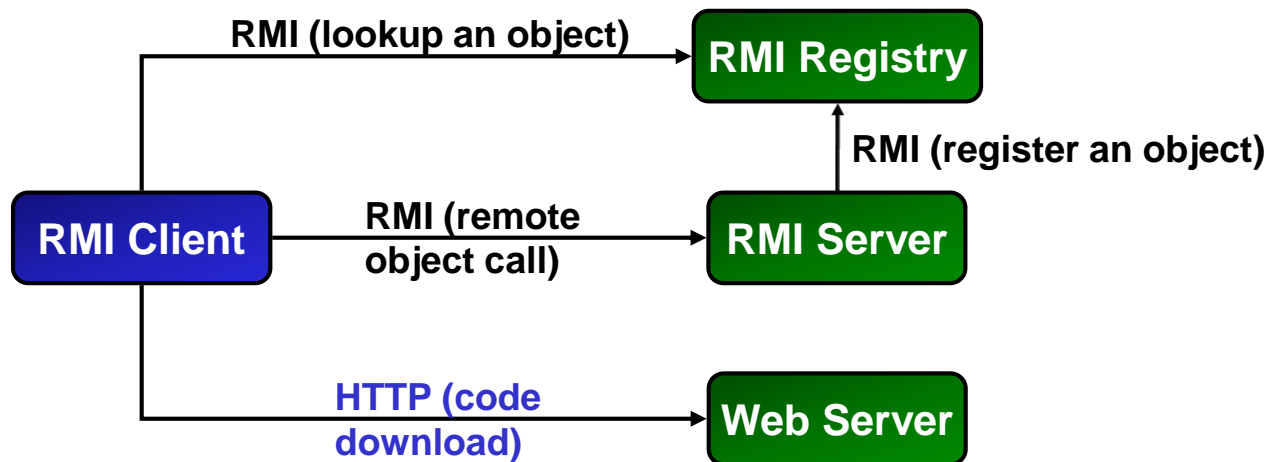 RMI (lookup an object)
RMI Registry
RMI (register an object)
RMI Client
RMI (remote
object call)
RMI Server
HTTP (code
download)
Web Server